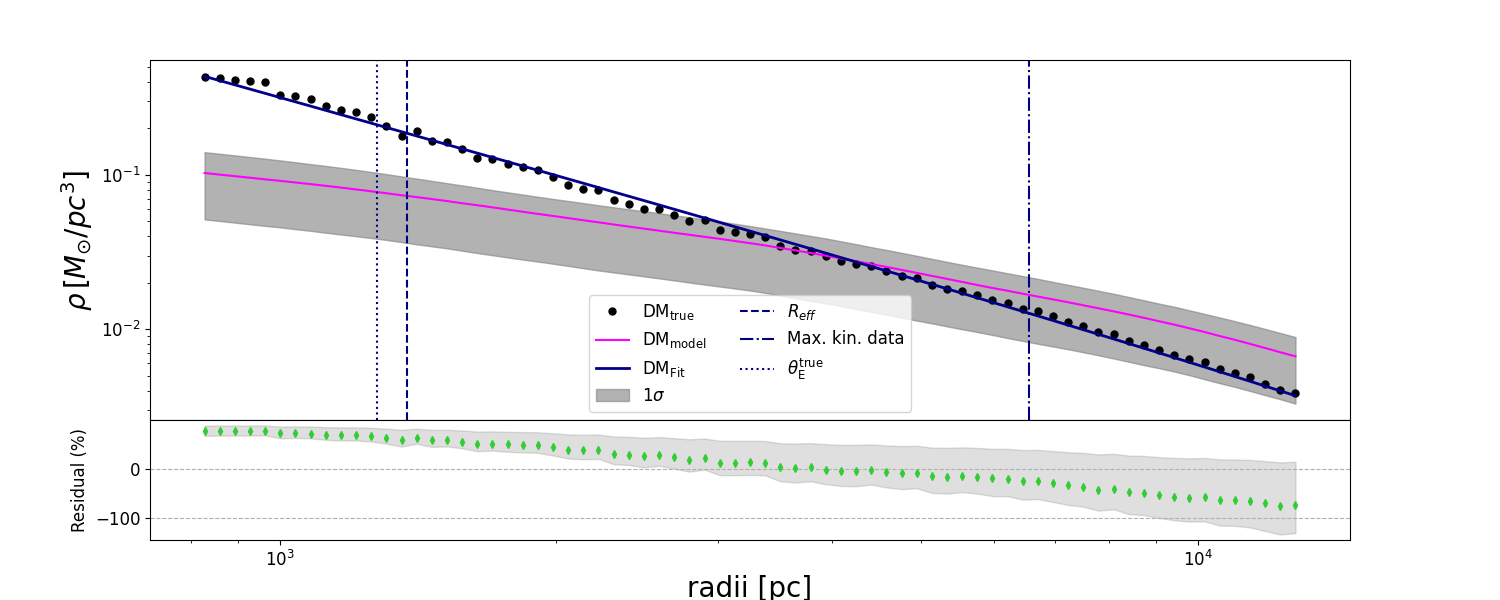 ρ [M⊙/pc³]
10⁻¹
10⁻²
DM_true
DM_model
DM_Fit
1σ
R_eff
Max. kin. data
θ_E^true
Residual (%)
0
−100
10³
10⁴
radii [pc]